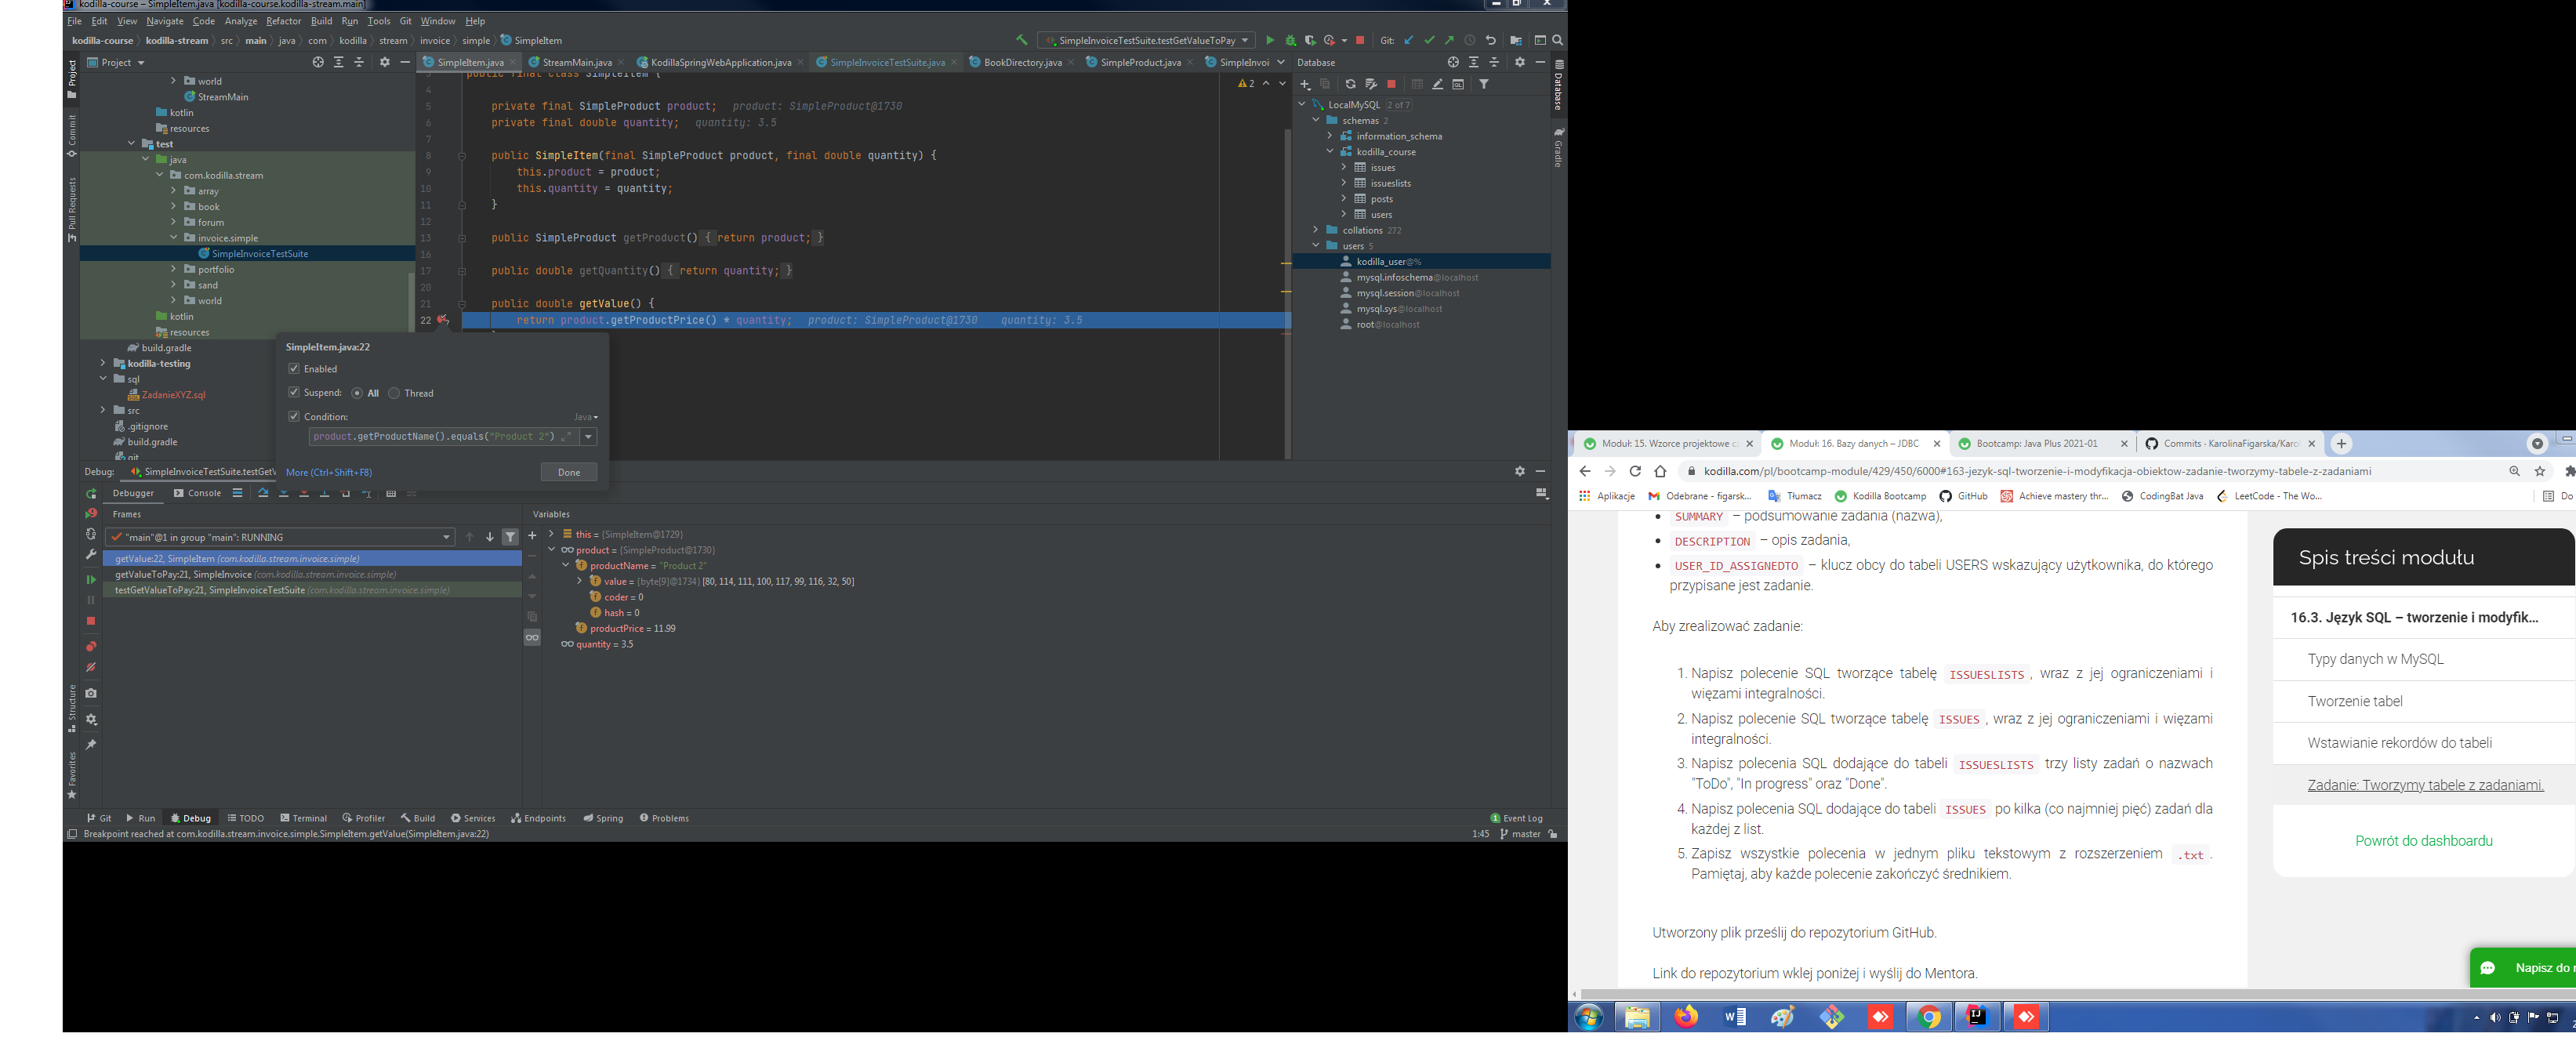 kodilla-course – SimpleItem.java [kodilla-course.kodilla-stream.main]
File Edit View Navigate Code Analyze Refactor Build Run Tools Git Window Help
kodilla-course kodilla-stream src main java com kodilla stream invoice simple SimpleItem
SimpleInvoiceTestSuite.testGetValueToPay Git:
Project
SimpleItem.java StreamMain.java KodillaSpringWebApplication.java SimpleInvoiceTestSuite.java BookDirectory.java SimpleProduct.java SimpleInvoi
Database
world
StreamMain
kotlin
resources
test
java
com.kodilla.stream
array
book
forum
invoice.simple
SimpleInvoiceTestSuite
portfolio
sand
world
kotlin
resources
build.gradle
kodilla-testing
sql
ZadanieXYZ.sql
src
.gitignore
build.gradle
git
Project
Commit
Pull Requests
Structure
Favorites
3 public final class SimpleItem {
4
5 private final SimpleProduct product; product: SimpleProduct@1730
6 private final double quantity; quantity: 3.5
7
8 public SimpleItem(final SimpleProduct product, final double quantity) {
9 this.product = product;
10 this.quantity = quantity;
11 }
12
13 public SimpleProduct getProduct() { return product; }
16
17 public double getQuantity() { return quantity; }
20
21 public double getValue() {
22 return product.getProductPrice() * quantity; product: SimpleProduct@1730 quantity: 3.5
2
SimpleItem.java:22
Enabled
Suspend: All Thread
Condition: Java
product.getProductName().equals("Product 2")
More (Ctrl+Shift+F8) Done
LocalMySQL 2 of 7
schemas 2
information_schema
kodilla_course
issues
issueslists
posts
users
collations 272
users 5
kodilla_user@%
mysql.infoschema@localhost
mysql.session@localhost
mysql.sys@localhost
root@localhost
Database
Gradle
Debug: SimpleInvoiceTestSuite.testGetV
Debugger Console
Frames
Variables
"main"@1 in group "main": RUNNING
getValue:22, SimpleItem (com.kodilla.stream.invoice.simple)
getValueToPay:21, SimpleInvoice (com.kodilla.stream.invoice.simple)
testGetValueToPay:21, SimpleInvoiceTestSuite (com.kodilla.stream.invoice.simple)
this = {SimpleItem@1729}
product = {SimpleProduct@1730}
productName = "Product 2"
value = {byte[9]@1734} [80, 114, 111, 100, 117, 99, 116, 32, 50]
coder = 0
hash = 0
productPrice = 11.99
quantity = 3.5
Git Run Debug TODO Terminal Profiler Build Services Endpoints Spring Problems
1 Event Log
Breakpoint reached at com.kodilla.stream.invoice.simple.SimpleItem.getValue(SimpleItem.java:22)
1:45 master
Moduł: 15. Wzorce projektowe c Moduł: 16. Bazy danych – JDBC Bootcamp: Java Plus 2021-01 Commits · KarolinaFigarska/Karo
kodilla.com/pl/bootcamp-module/429/450/6000#163-jezyk-sql-tworzenie-i-modyfikacja-obiektow-zadanie-tworzymy-tabele-z-zadaniami
Aplikacje Odebrane - figarsk... Tłumacz Kodilla Bootcamp GitHub Achieve mastery thr... CodingBat Java LeetCode - The Wo... Do
SUMMARY – podsumowanie zadania (nazwa),
DESCRIPTION – opis zadania,
USER_ID_ASSIGNEDTO – klucz obcy do tabeli USERS wskazujący użytkownika, do którego
przypisane jest zadanie.
Aby zrealizować zadanie:
1. Napisz polecenie SQL tworzące tabelę ISSUESLISTS, wraz z jej ograniczeniami i
więzami integralności.
2. Napisz polecenie SQL tworzące tabelę ISSUES, wraz z jej ograniczeniami i więzami
integralności.
3. Napisz polecenia SQL dodające do tabeli ISSUESLISTS trzy listy zadań o nazwach
"ToDo", "In progress" oraz "Done".
4. Napisz polecenia SQL dodające do tabeli ISSUES po kilka (co najmniej pięć) zadań dla
każdej z list.
5. Zapisz wszystkie polecenia w jednym pliku tekstowym z rozszerzeniem .txt.
Pamiętaj, aby każde polecenie zakończyć średnikiem.
Utworzony plik prześlij do repozytorium GitHub.
Link do repozytorium wklej poniżej i wyślij do Mentora.
Spis treści modułu
16.3. Język SQL – tworzenie i modyfik...
Typy danych w MySQL
Tworzenie tabel
Wstawianie rekordów do tabeli
Zadanie: Tworzymy tabele z zadaniami.
Powrót do dashboardu
Napisz do